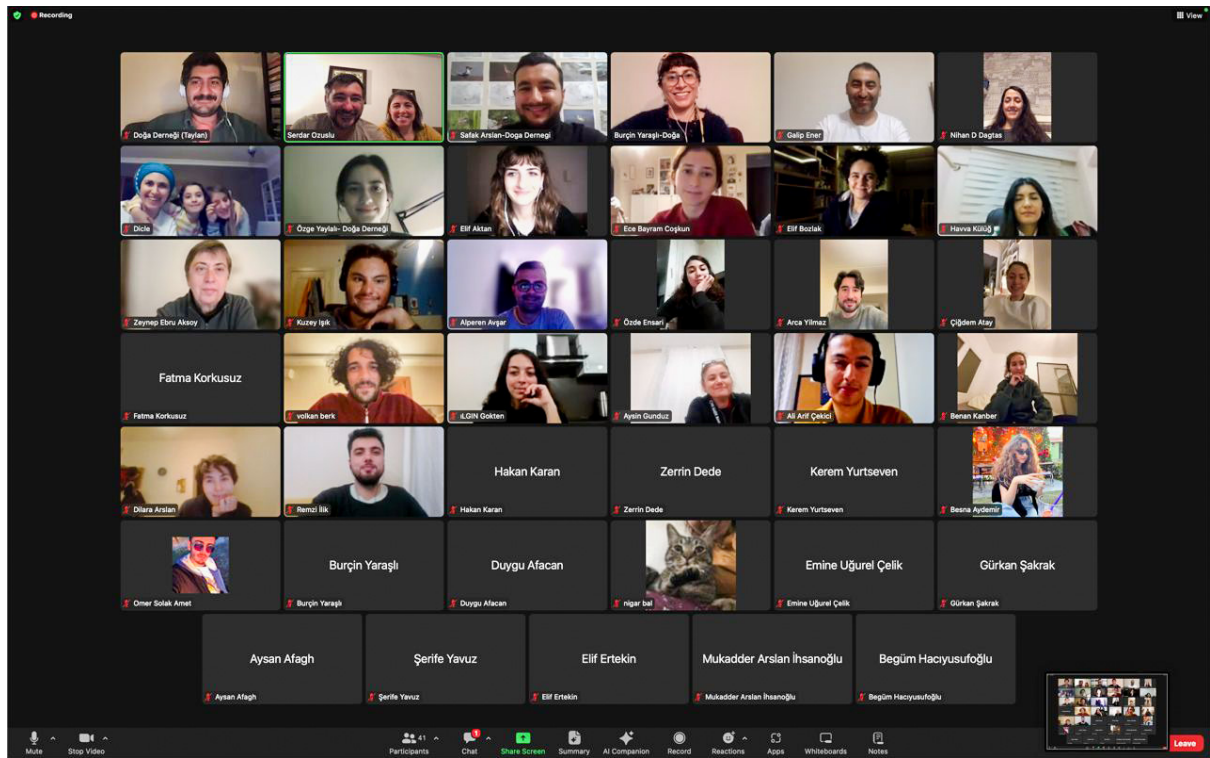 Recording
View
Doğa Derneği (Taylan)
Serdar Ozuslu
Safak Arslan-Doga Dernegi
Burçin Yaraşlı-Doğa
Galip Ener
Nihan D Dagtas
Dicle
Özge Yaylalı- Doğa Derneği
Elif Aktan
Ece Bayram Coşkun
Elif Bozlak
Havva Külüğ
Zeynep Ebru Aksoy
Kuzey Işık
Alperen Avşar
Özde Ensari
Arca Yilmaz
Çiğdem Atay
Fatma Korkusuz
Fatma Korkusuz
volkan berk
ıLGIN Gokten
Aysin Gunduz
Ali Arif Çekici
Benan Kanber
Dilara Arslan
Remzi İlik
Hakan Karan
Hakan Karan
Zerrin Dede
Zerrin Dede
Kerem Yurtseven
Kerem Yurtseven
Besna Aydemir
Omer Solak Amet
Burçin Yaraşlı
Burçin Yaraşlı
Duygu Afacan
Duygu Afacan
nigar bal
Emine Uğurel Çelik
Emine Uğurel Çelik
Gürkan Şakrak
Gürkan Şakrak
Aysan Afagh
Aysan Afagh
Şerife Yavuz
Şerife Yavuz
Elif Ertekin
Elif Ertekin
Mukadder Arslan İhsanoğlu
Mukadder Arslan İhsanoğlu
Begüm Hacıyusufoğlu
Begüm Hacıyusufoğlu
Mute
Stop Video
41
Participants
1
Chat
Share Screen
Summary
AI Companion
Record
Reactions
Apps
Whiteboards
Notes
Leave